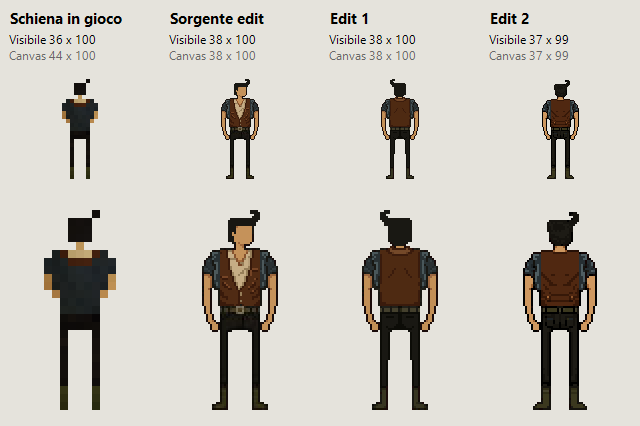 Schiena in gioco
Visibile 36 x 100
Canvas 44 x 100
Sorgente edit
Visibile 38 x 100
Canvas 38 x 100
Edit 1
Visibile 38 x 100
Canvas 38 x 100
Edit 2
Visibile 37 x 99
Canvas 37 x 99